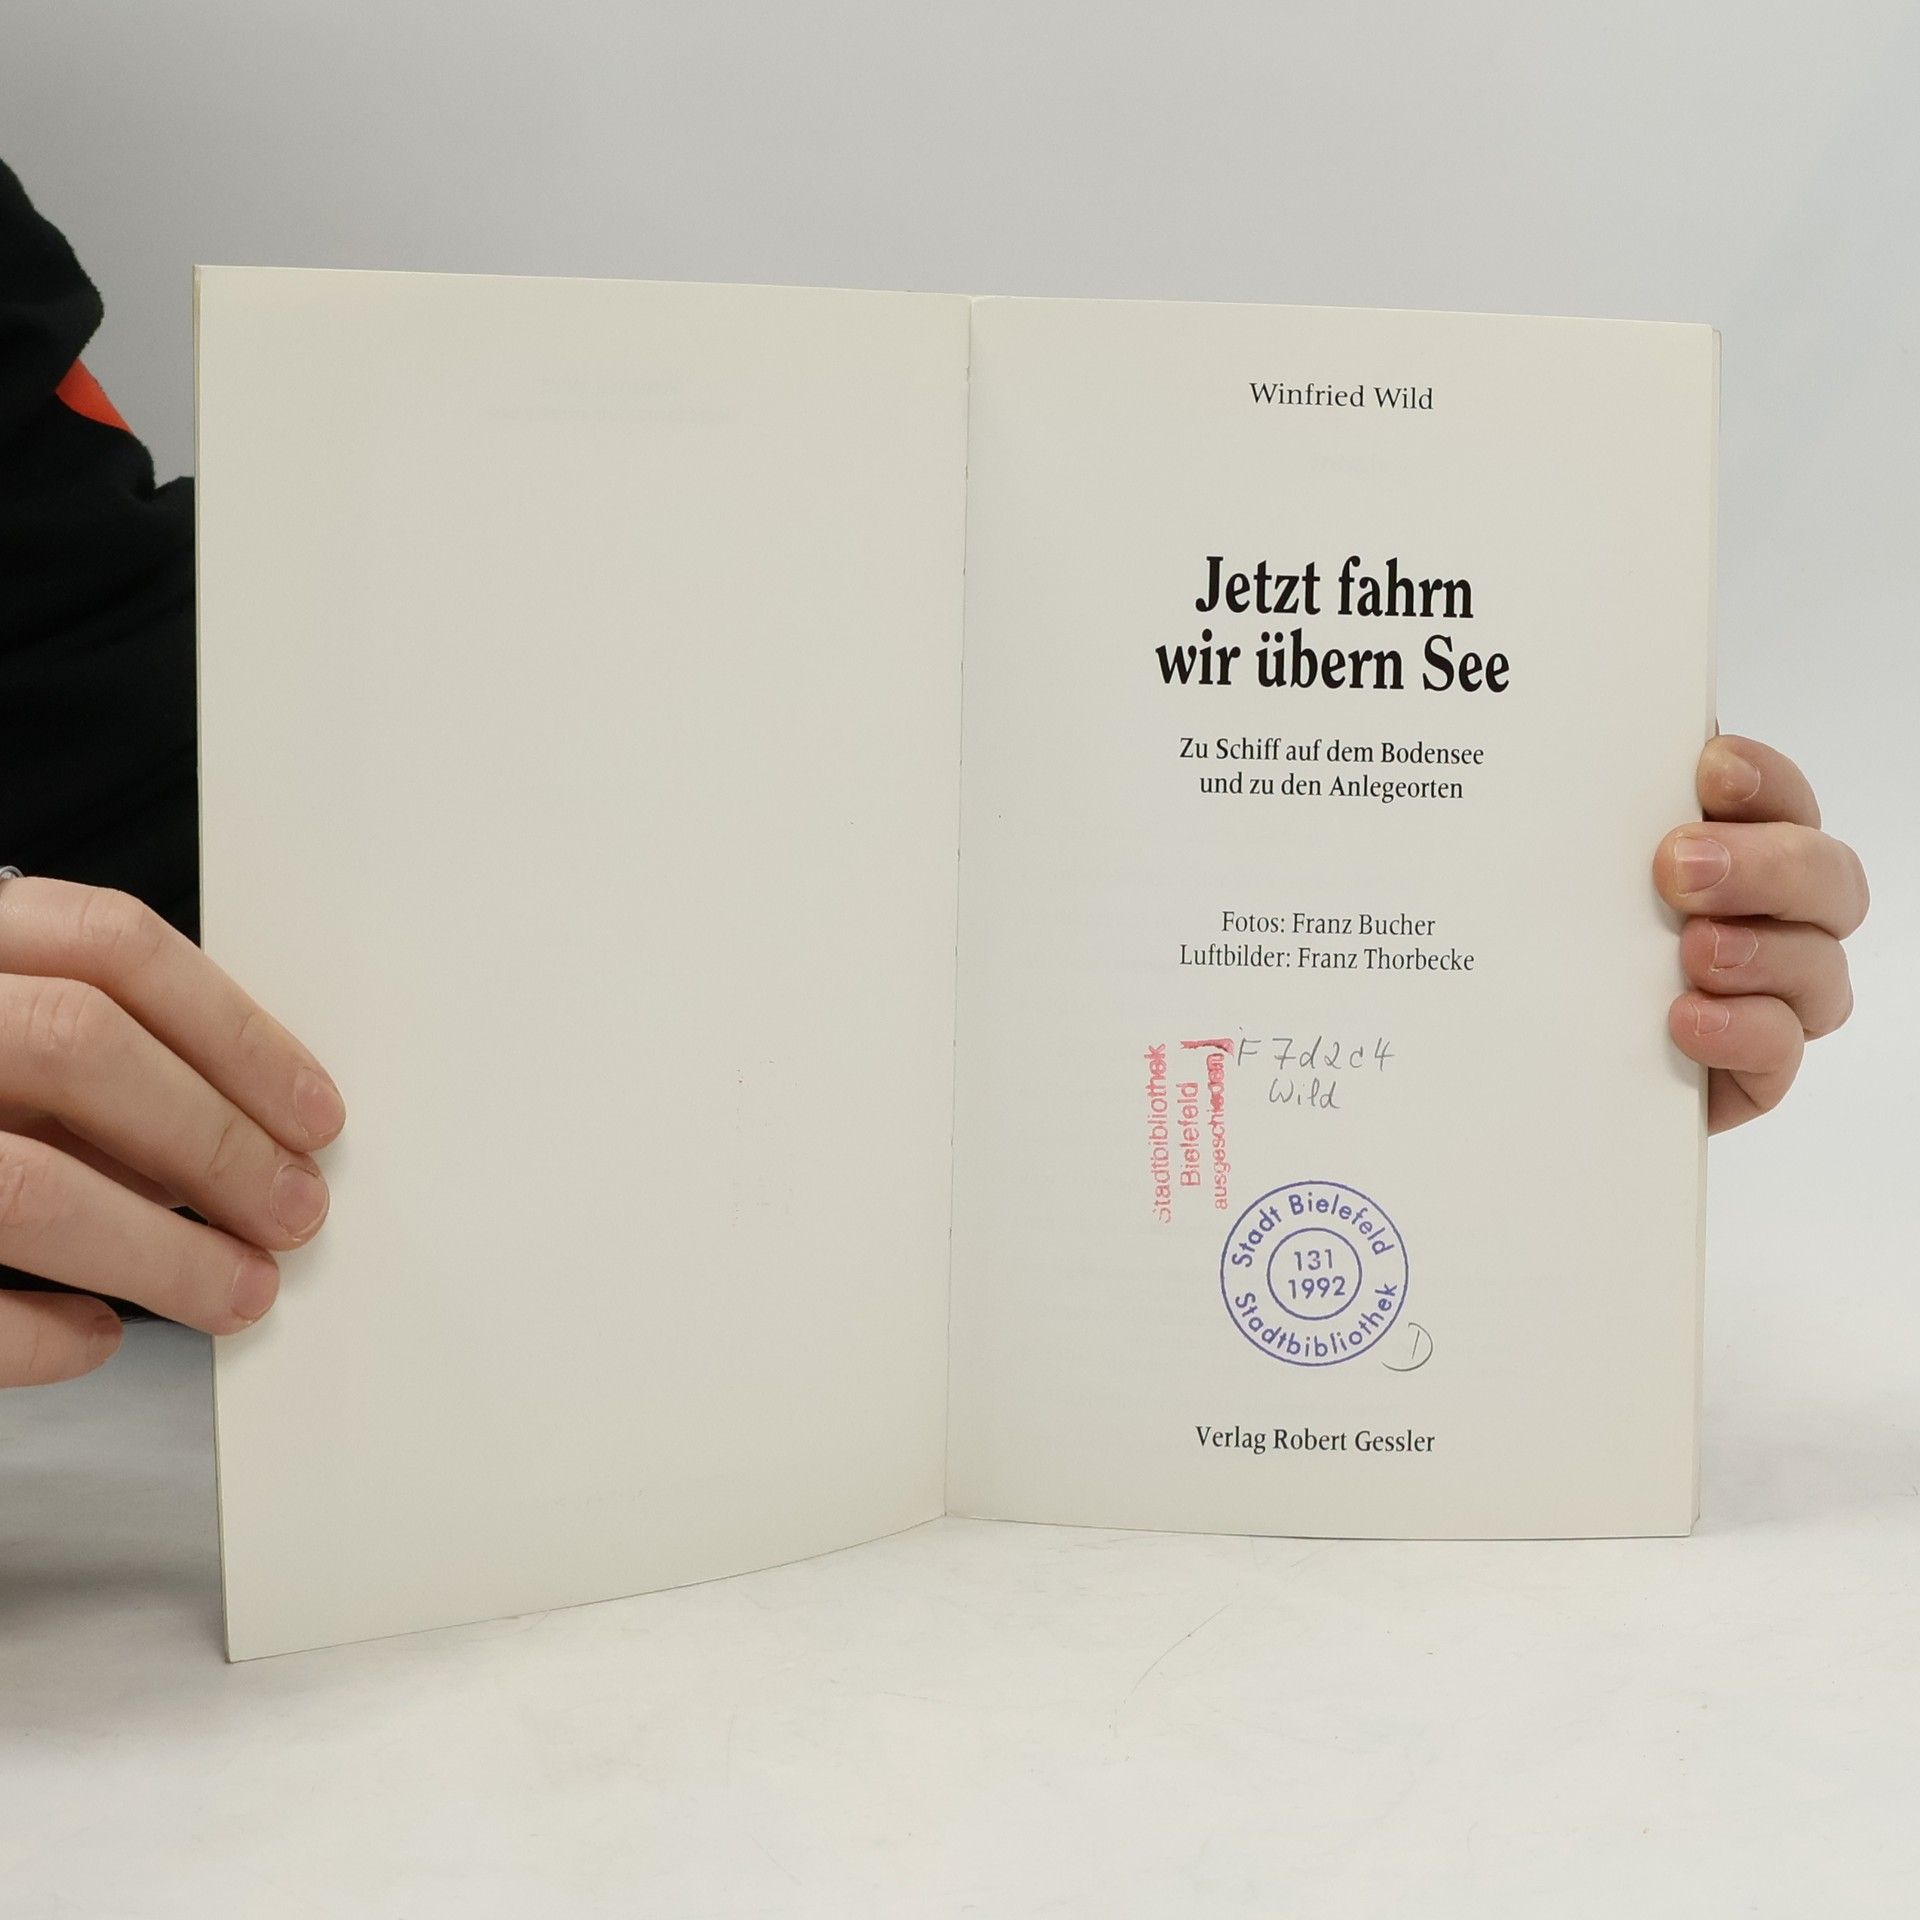 Winfried Wild
Jetzt fahrn
wir übern See
Zu Schiff auf dem Bodensee
und zu den Anlegeorten
Fotos: Franz Bucher
Luftbilder: Franz Thorbecke
F 7d2c4
Wild
Stadtbibliothek
Bielefeld
ausgeschieden
Stadt Bielefeld
131
1992
Stadtbibliothek
D
Verlag Robert Gessler